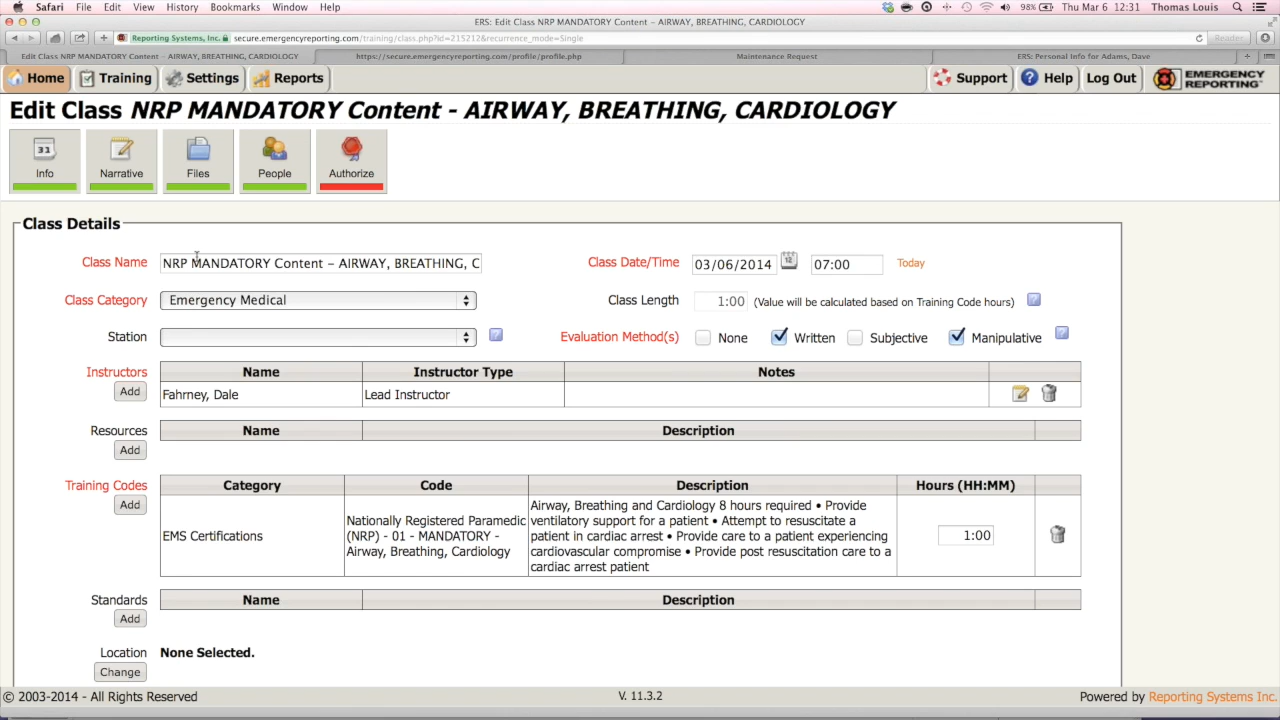 Safari File Edit View History Bookmarks Window Help 98% Thu Mar 6 12:31 Thomas Louis
ERS: Edit Class NRP MANDATORY Content – AIRWAY, BREATHING, CARDIOLOGY
Reporting Systems, Inc. secure.emergencyreporting.com/training/class.php?id=215212&recurrence_mode=Single Reader
Edit Class NRP MANDATORY Content – AIRWAY, BREATHING, CARDIOLOGY https://secure.emergencyreporting.com/profile/profile.php Maintenance Request ERS: Personal Info for Adams, Dave
Home Training Settings Reports Support Help Log Out EMERGENCY REPORTING
Edit Class NRP MANDATORY Content - AIRWAY, BREATHING, CARDIOLOGY
31
Info Narrative Files People Authorize
Class Details
Class Name NRP MANDATORY Content – AIRWAY, BREATHING, C Class Date/Time 03/06/2014 12 07:00 Today
Class Category Emergency Medical Class Length 1:00 (Value will be calculated based on Training Code hours) ?
Station ? Evaluation Method(s) None Written Subjective Manipulative ?
Instructors Name Instructor Type Notes
Add Fahrney, Dale Lead Instructor
Resources Name Description
Add
Training Codes Category Code Description Hours (HH:MM)
Add
EMS Certifications
Nationally Registered Paramedic
(NRP) - 01 - MANDATORY -
Airway, Breathing, Cardiology
Airway, Breathing and Cardiology 8 hours required • Provide
ventilatory support for a patient • Attempt to resuscitate a
patient in cardiac arrest • Provide care to a patient experiencing
cardiovascular compromise • Provide post resuscitation care to a
cardiac arrest patient
1:00
Standards Name Description
Add
Location None Selected.
Change
© 2003-2014 - All Rights Reserved V. 11.3.2 Powered by Reporting Systems Inc.